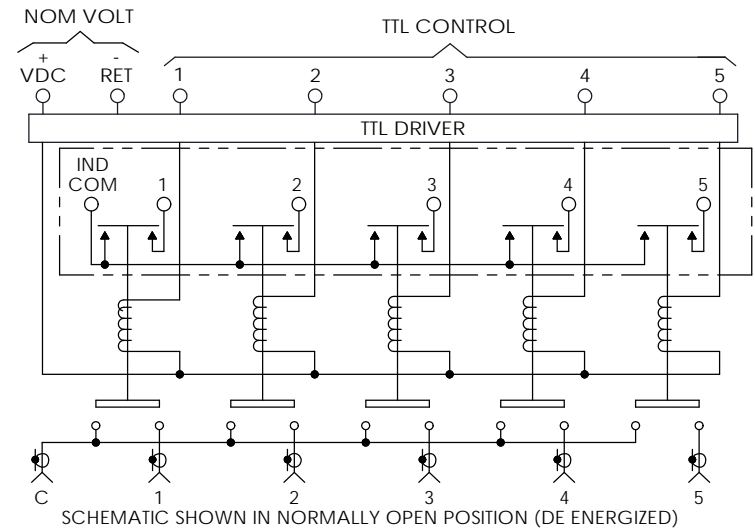 NOM VOLT
TTL CONTROL
+ -
VDC RET 1 2 3 4 5
TTL DRIVER
IND
COM 1 2 3 4 5
C 1 2 3 4 5
SCHEMATIC SHOWN IN NORMALLY OPEN POSITION (DE ENERGIZED)